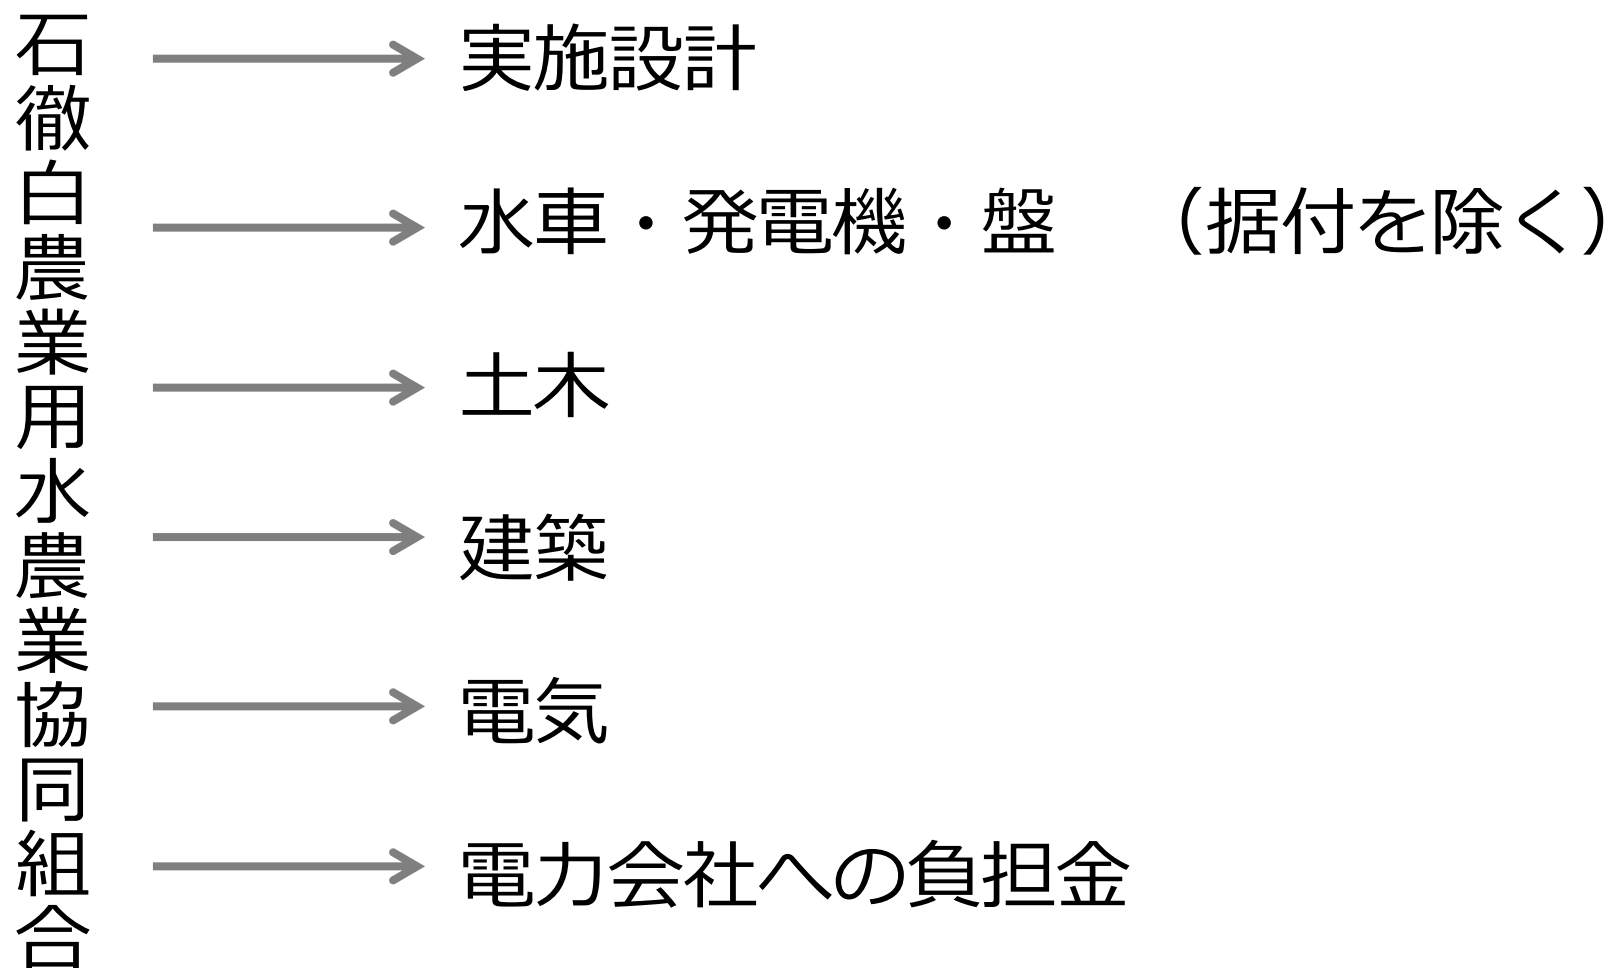 石徹白農業用水農業協同組合
実施設計
水車・発電機・盤　（据付を除く）
土木
建築
電気
電力会社への負担金